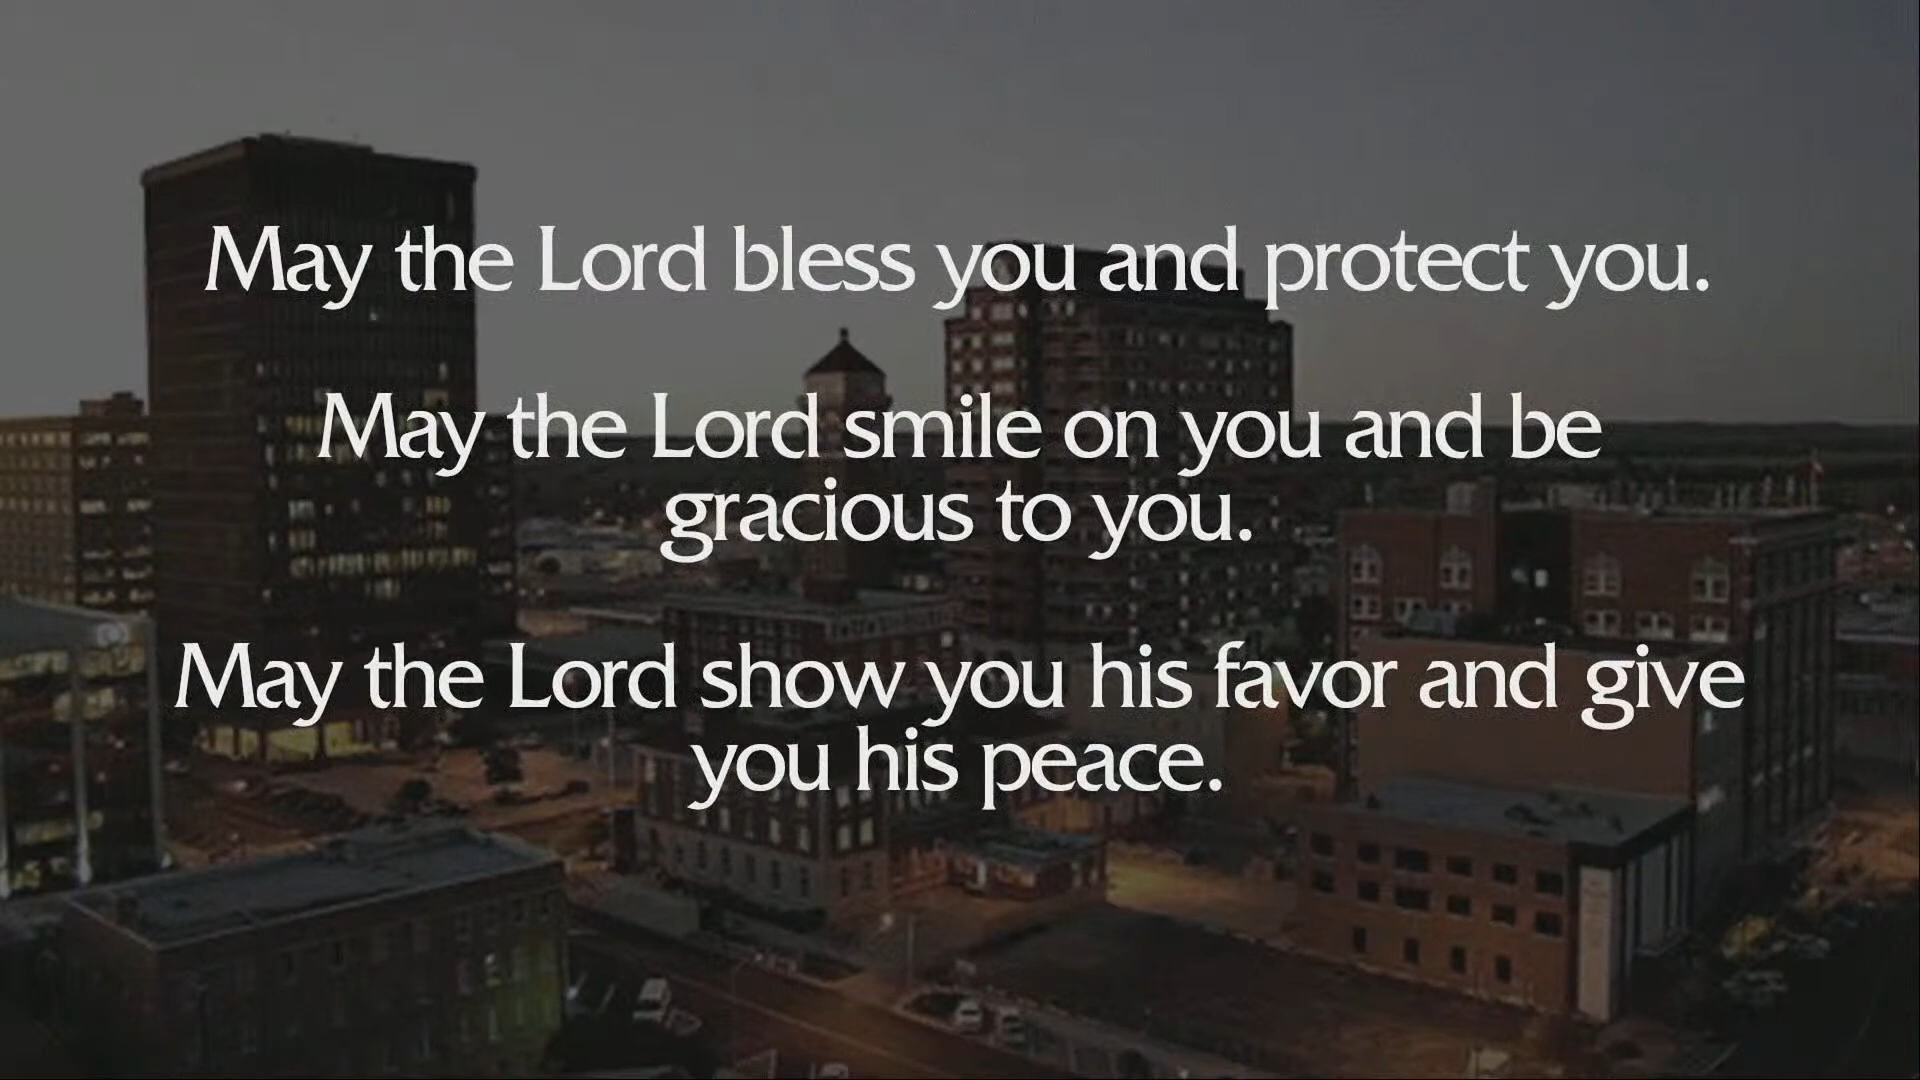 May the Lord bless you and protect you.
May the Lord smile on you and be
gracious to you.
May the Lord show you his favor and give
you his peace.